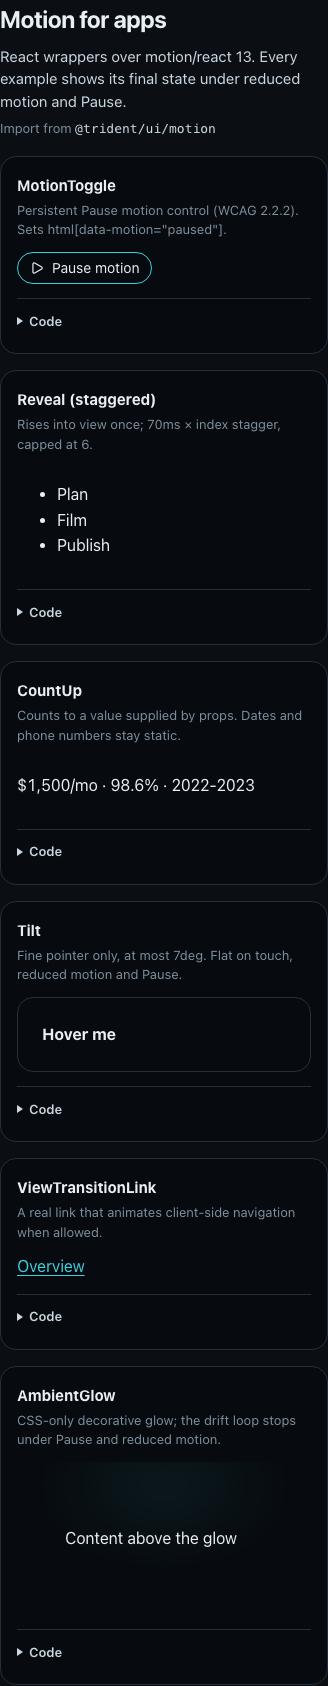 Motion for apps
React wrappers over motion/react 13. Every
example shows its final state under reduced
motion and Pause.
Import from @trident/ui/motion
MotionToggle
Persistent Pause motion control (WCAG 2.2.2).
Sets html[data-motion="paused"].
Pause motion
Code
Reveal (staggered)
Rises into view once; 70ms × index stagger,
capped at 6.
• Plan
• Film
• Publish
Code
CountUp
Counts to a value supplied by props. Dates and
phone numbers stay static.
$1,500/mo · 98.6% · 2022-2023
Code
Tilt
Fine pointer only, at most 7deg. Flat on touch,
reduced motion and Pause.
Hover me
Code
ViewTransitionLink
A real link that animates client-side navigation
when allowed.
Overview
Code
AmbientGlow
CSS-only decorative glow; the drift loop stops
under Pause and reduced motion.
Content above the glow
Code